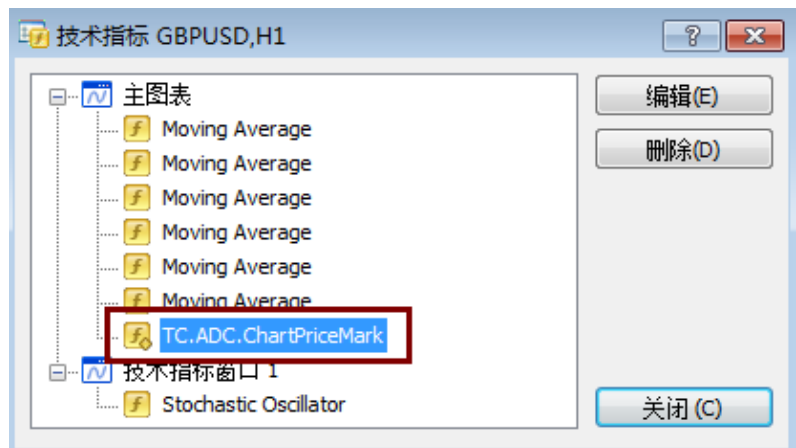 技术指标 GBPUSD,H1
主图表
编辑(E)
Moving Average
删除(D)
Moving Average
Moving Average
Moving Average
Moving Average
Moving Average
TC.ADC.ChartPriceMark
技术指标窗口 1
Stochastic Oscillator
关闭 (C)